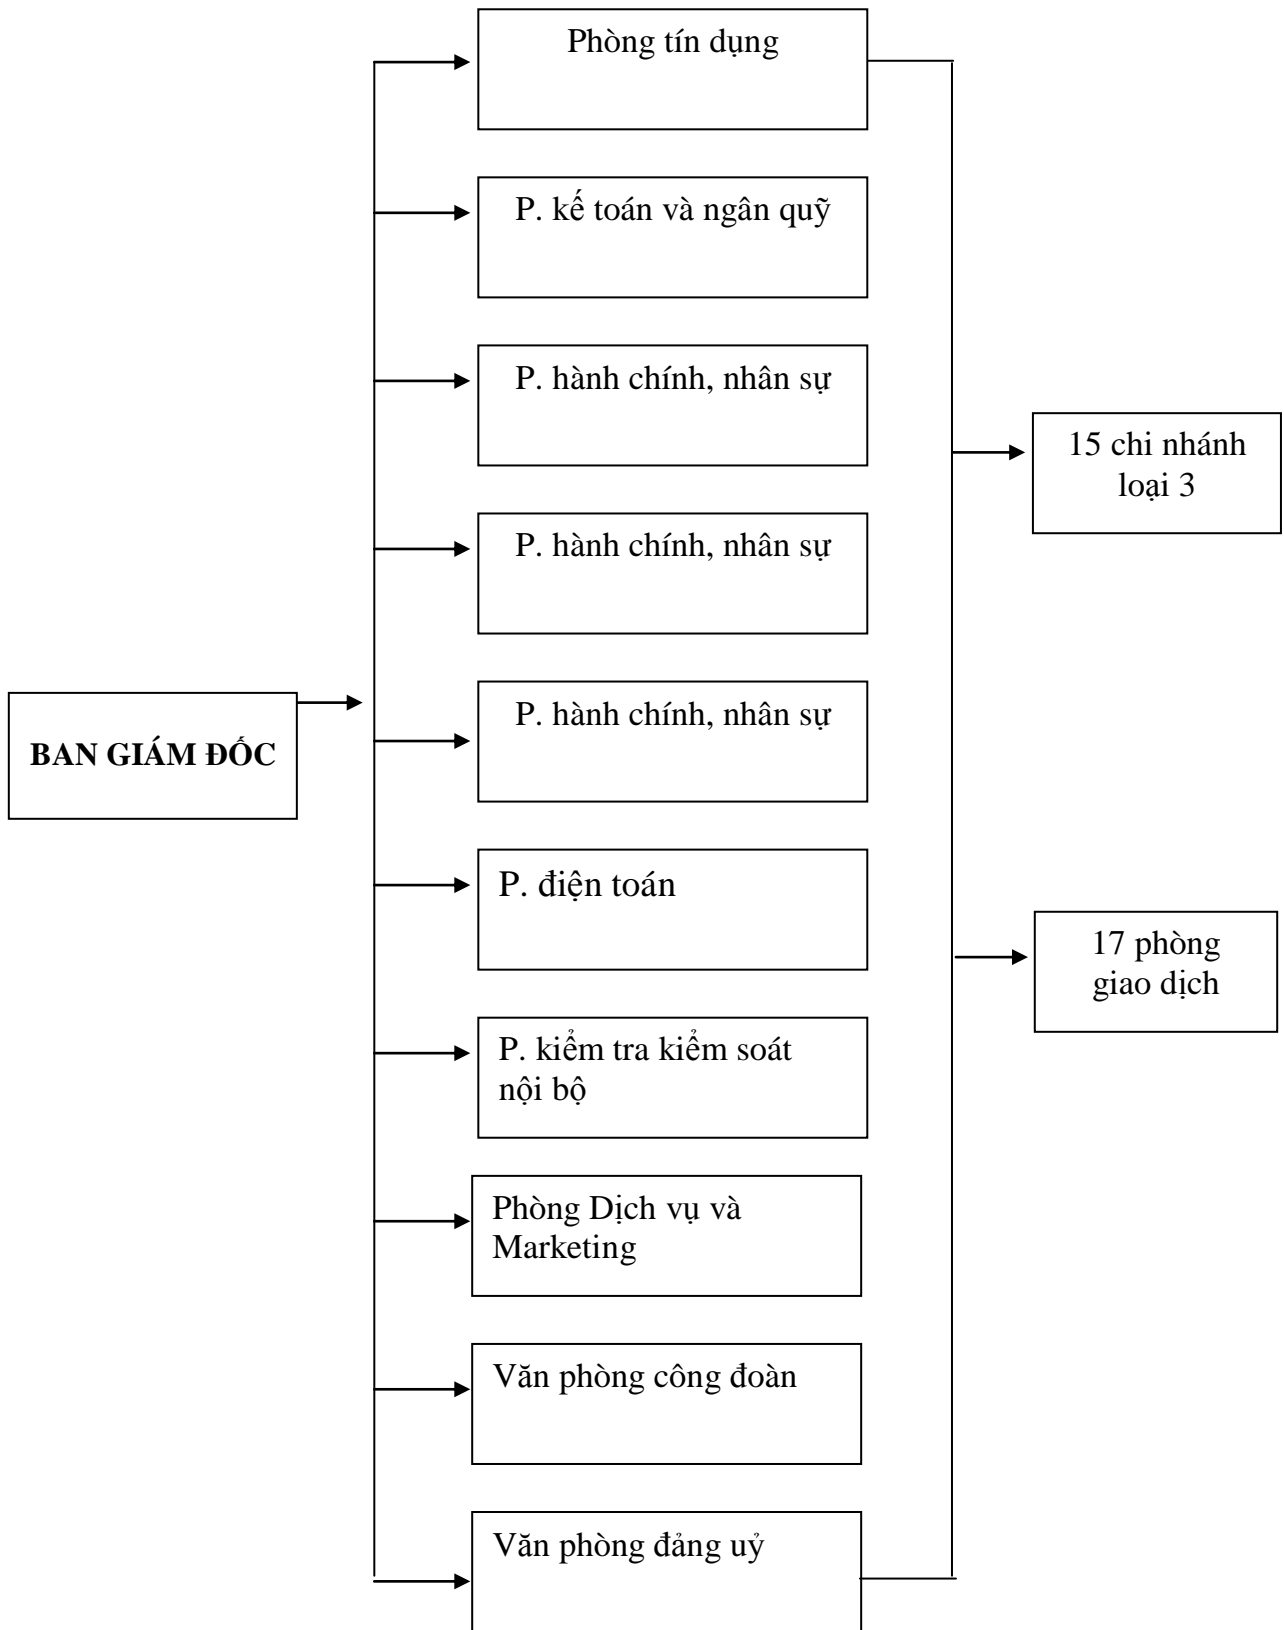 BAN GIÁM ĐỐC
Phòng tín dụng
P. kế toán và ngân quỹ
P. hành chính, nhân sự
P. hành chính, nhân sự
P. hành chính, nhân sự
P. điện toán
P. kiểm tra kiểm soát
nội bộ
Phòng Dịch vụ và
Marketing
Văn phòng công đoàn
Văn phòng đảng uỷ
15 chi nhánh
loại 3
17 phòng
giao dịch